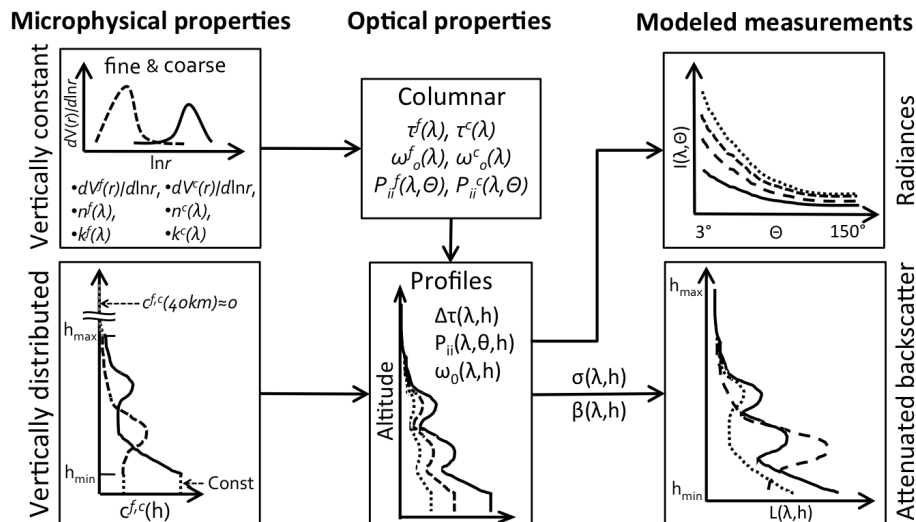 Microphysical properties
Optical properties
Modeled measurements
Vertically constant
fine & coarse
dV(r)/dlnr
lnr
•dVᶠ(r)/dlnr, •dVᶜ(r)/dlnr,
•nᶠ(λ), •nᶜ(λ),
•kᶠ(λ) •kᶜ(λ)
Columnar
τᶠ(λ), τᶜ(λ)
ωᶠₒ(λ), ωᶜₒ(λ)
Pᵢᵢᶠ(λ,Θ), Pᵢᵢᶜ(λ,Θ)
I(λ,Θ)
3° Θ 150°
Radiances
Vertically distributed
cᶠ,ᶜ(40km)≈0
hmax
hmin
Const
cᶠ,ᶜ(h)
Profiles
Δτ(λ,h)
Pᵢᵢ(λ,θ,h)
ω₀(λ,h)
Altitude
σ(λ,h)
β(λ,h)
hmax
hmin
L(λ,h)
Attenuated backscatter